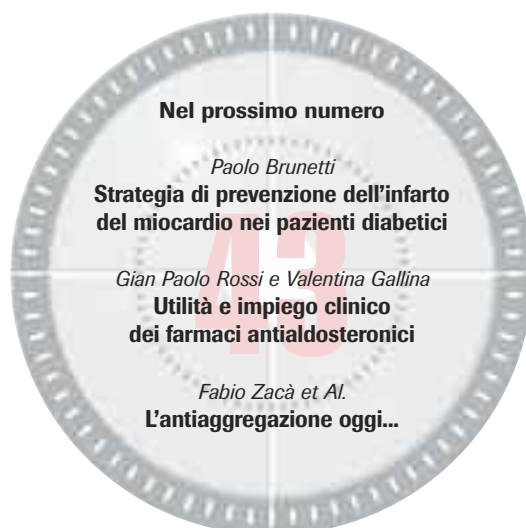 Nel prossimo numero
Paolo Brunetti
Strategia di prevenzione dell'infarto
del miocardio nei pazienti diabetici
43
Gian Paolo Rossi e Valentina Gallina
Utilità e impiego clinico
dei farmaci antialdosteronici
Fabio Zacà et Al.
L'antiaggregazione oggi...